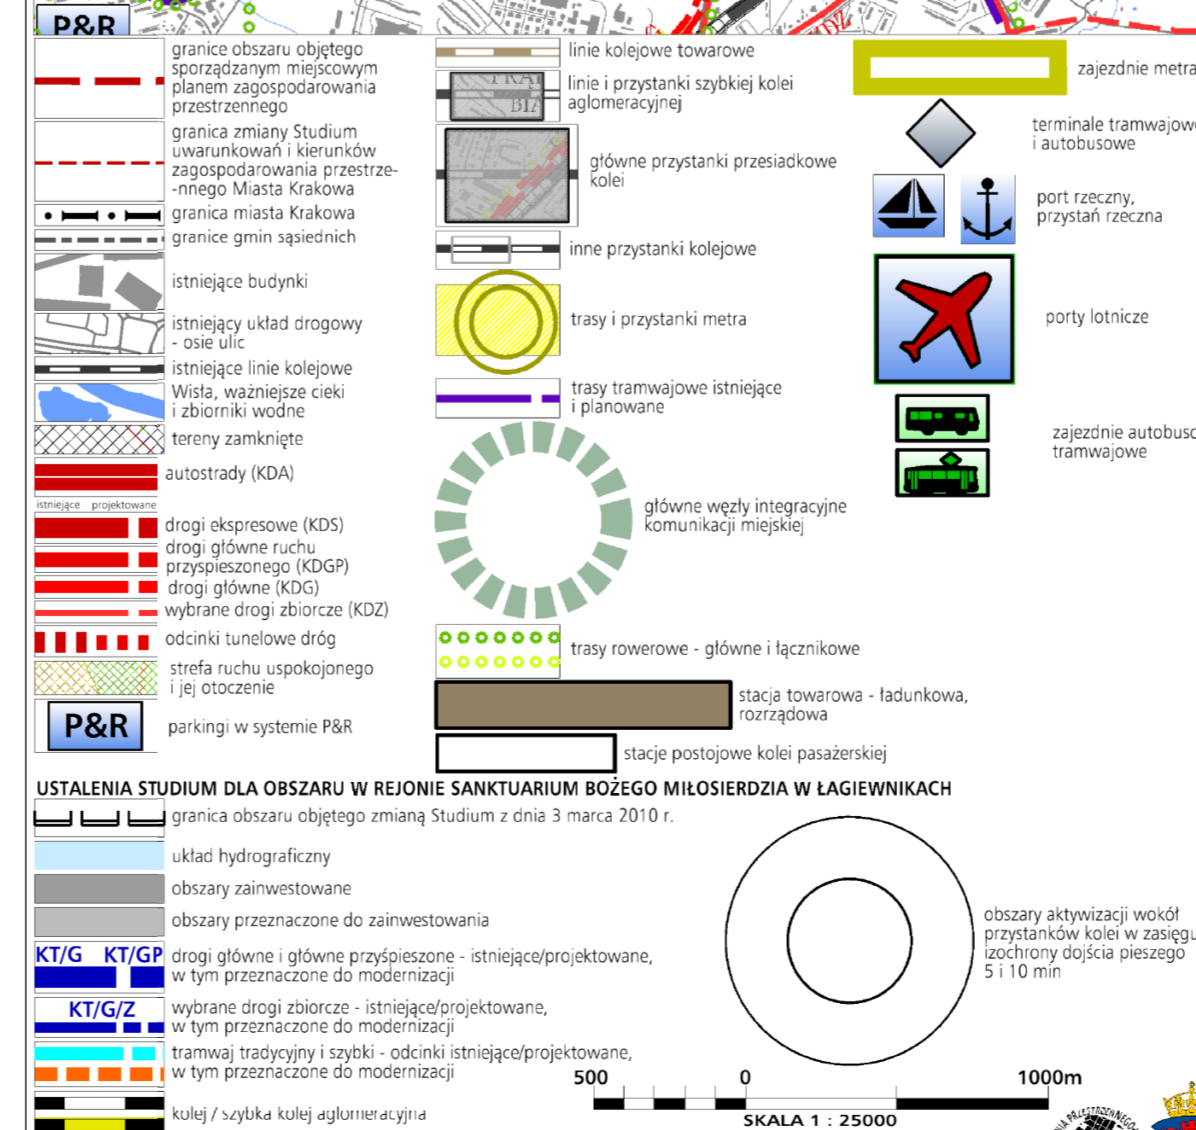 P&R
granice obszaru objętego
sporządzanym miejscowym
planem zagospodarowania
przestrzennego
granica zmiany Studium
uwarunkowań i kierunków
zagospodarowania przestrze-
-nnego Miasta Krakowa
granica miasta Krakowa
granice gmin sąsiednich
istniejące budynki
istniejący układ drogowy
- osie ulic
istniejące linie kolejowe
Wisła, ważniejsze cieki
i zbiorniki wodne
tereny zamknięte
autostrady (KDA)
istniejące projektowane
drogi ekspresowe (KDS)
drogi główne ruchu
przyspieszonego (KDGP)
drogi główne (KDG)
wybrane drogi zbiorcze (KDZ)
odcinki tunelowe dróg
strefa ruchu uspokojonego
i jej otoczenie
P&R
parkingi w systemie P&R
linie kolejowe towarowe
linie i przystanki szybkiej kolei
aglomeracyjnej
BIA
główne przystanki przesiadkowe
kolei
inne przystanki kolejowe
trasy i przystanki metra
trasy tramwajowe istniejące
i planowane
główne węzły integracyjne
komunikacji miejskiej
trasy rowerowe - główne i łącznikowe
stacja towarowa - ładunkowa,
rozrządowa
stacje postojowe kolei pasażerskiej
zajezdnie metra
terminale tramwajowe
i autobusowe
port rzeczny,
przystań rzeczna
porty lotnicze
zajezdnie autobuso
tramwajowe
USTALENIA STUDIUM DLA OBSZARU W REJONIE SANKTUARIUM BOŻEGO MIŁOSIERDZIA W ŁAGIEWNIKACH
granica obszaru objętego zmianą Studium z dnia 3 marca 2010 r.
układ hydrograficzny
obszary zainwestowane
obszary przeznaczone do zainwestowania
KT/G KT/GP
drogi główne i główne przyśpieszone - istniejące/projektowane,
w tym przeznaczone do modernizacji
KT/G/Z
wybrane drogi zbiorcze - istniejące/projektowane,
w tym przeznaczone do modernizacji
tramwaj tradycyjny i szybki - odcinki istniejące/projektowane,
w tym przeznaczone do modernizacji
kolej / szybka kolej aglomeracyjna
obszary aktywizacji wokół
przystanków kolei w zasięgu
izochrony dojścia pieszego
5 i 10 min
500 0 1000m
SKALA 1 : 25000